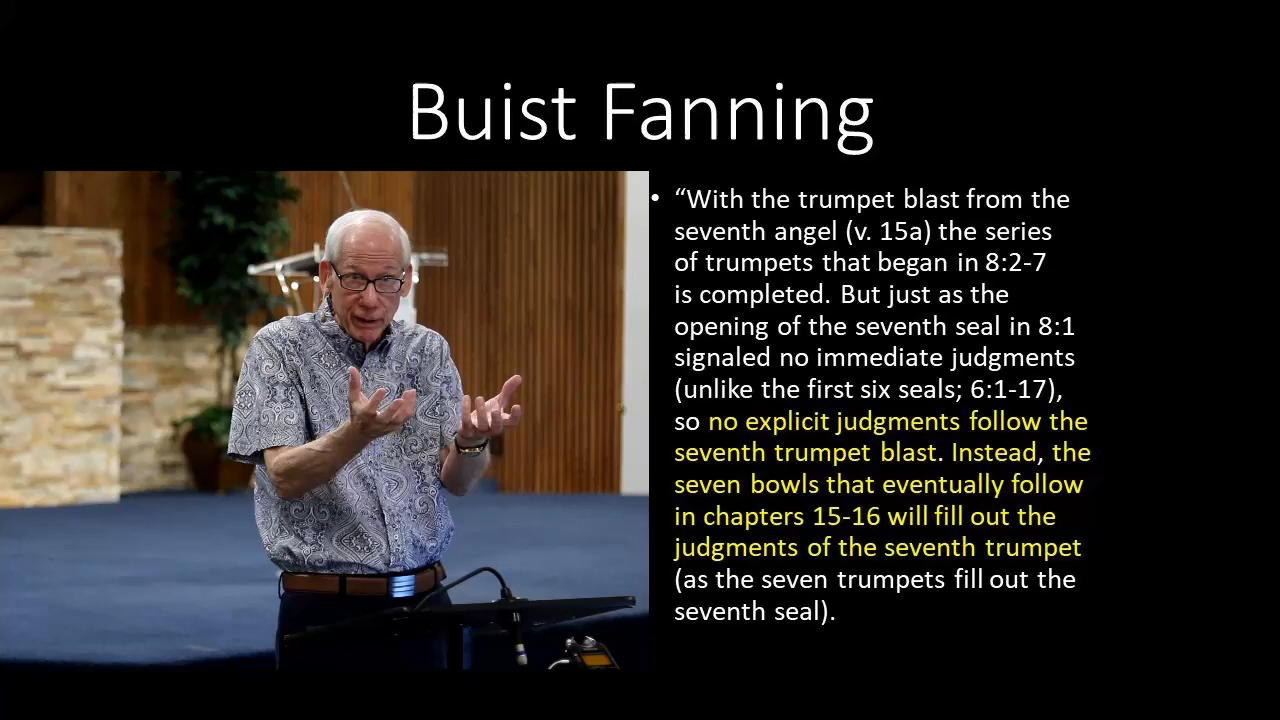 Buist Fanning
• “With the trumpet blast from the
seventh angel (v. 15a) the series
of trumpets that began in 8:2-7
is completed. But just as the
opening of the seventh seal in 8:1
signaled no immediate judgments
(unlike the first six seals; 6:1-17),
so no explicit judgments follow the
seventh trumpet blast. Instead, the
seven bowls that eventually follow
in chapters 15-16 will fill out the
judgments of the seventh trumpet
(as the seven trumpets fill out the
seventh seal).